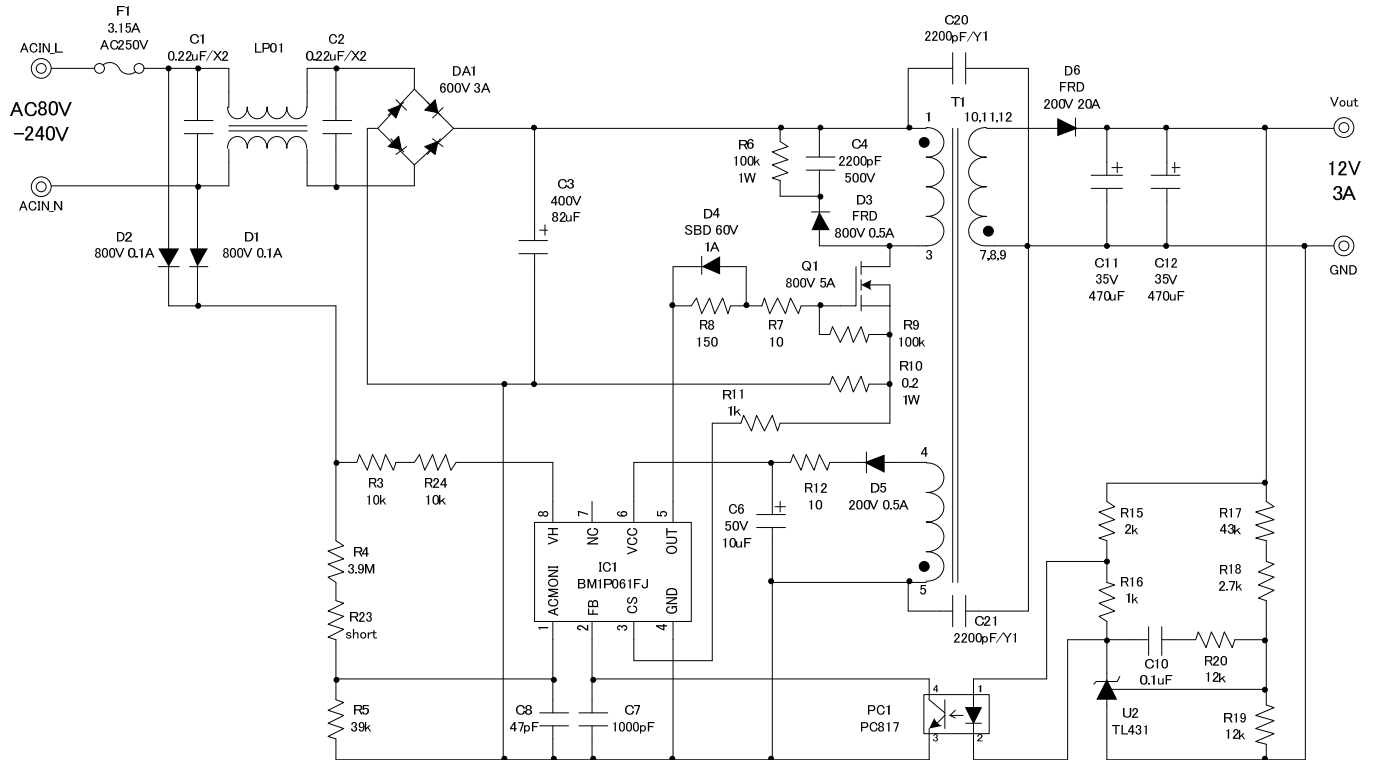 F1
3.15A
AC250V
ACIN_L
C1
0.22uF/X2
LP01
C2
0.22uF/X2
DA1
600V 3A
C20
2200pF/Y1
D6
FRD
200V 20A
T1
AC80V
-240V
1
10,11,12
Vout
ACIN_N
R6
100k
1W
C4
2200pF
500V
12V
3A
C3
400V
82uF
D3
FRD
800V 0.5A
D4
SBD 60V
1A
D2
800V 0.1A
D1
800V 0.1A
Q1
800V 5A
3
7,8,9
C11
35V
470uF
C12
35V
470uF
GND
R8
150
R7
10
R9
100k
R10
0.2
1W
R11
1k
R3
10k
R24
10k
R12
10
D5
200V 0.5A
4
C6
50V
10uF
8
7
6
5
VH
NC
VCC
OUT
IC1
BM1P061FJ
ACMONI
FB
CS
GND
1
2
3
4
R15
2k
R17
43k
R4
3.9M
R18
2.7k
5
R16
1k
R23
short
C21
2200pF/Y1
C10
0.1uF
R20
12k
R5
39k
C8
47pF
C7
1000pF
PC1
PC817
4
1
3
2
U2
TL431
R19
12k